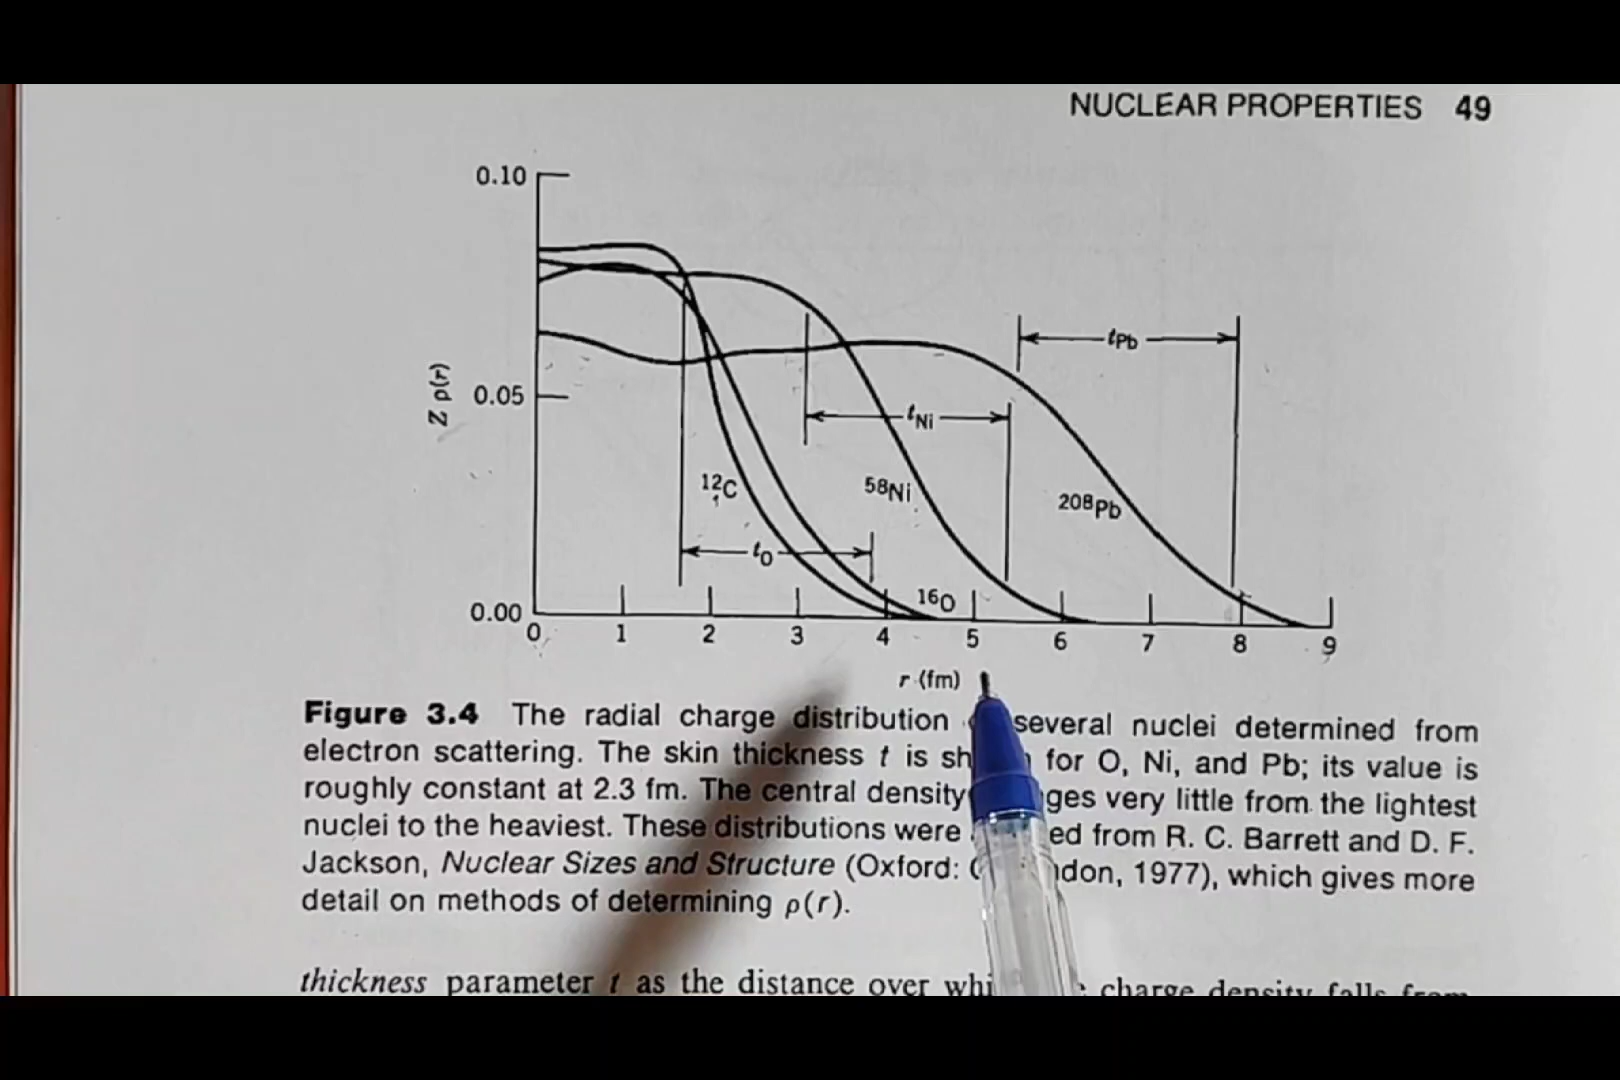 NUCLEAR PROPERTIES 49
0.10
0.05
0.00
Z ρ(r)
tPb
tNi
tO
12C
58Ni
208Pb
16O
0 1 2 3 4 5 6 7 8 9
r (fm)
Figure 3.4 The radial charge distribution several nuclei determined from
electron scattering. The skin thickness t is for O, Ni, and Pb; its value is
roughly constant at 2.3 fm. The central density very little from the lightest
nuclei to the heaviest. These distributions were from R. C. Barrett and D. F.
Jackson, Nuclear Sizes and Structure (Oxford: 1977), which gives more
detail on methods of determining ρ(r).
thickness parameter t as the distance over charge density falls from